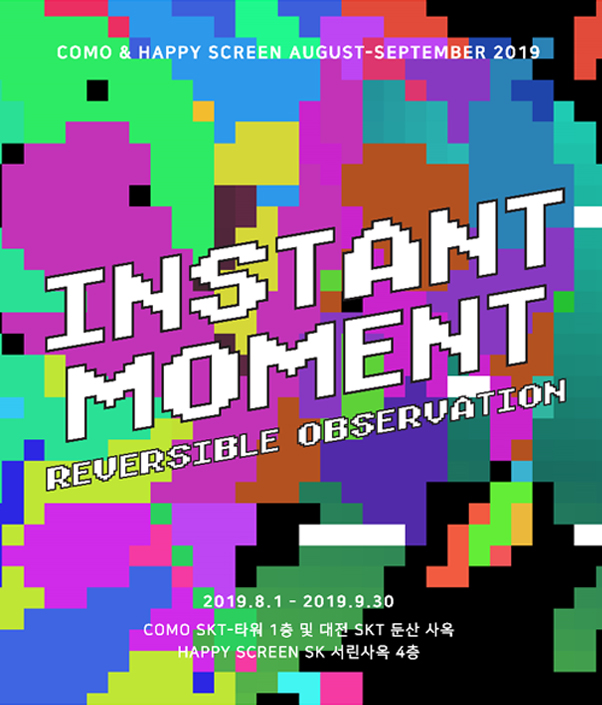 COMO & HAPPY SCREEN AUGUST-SEPTEMBER 2019
INSTANT
MOMENT
REVERSIBLE OBSERVATION
2019.8.1 - 2019.9.30
COMO SKT-타워 1층 및 대전 SKT 둔산 사옥
HAPPY SCREEN SK 서린사옥 4층